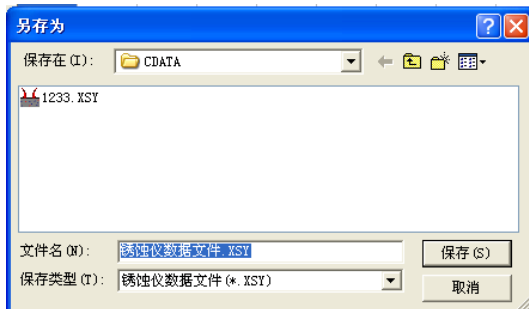 另存为
保存在(I):
CDATA
1233.XSY
文件名(N):
锈蚀仪数据文件.XSY
保存(S)
保存类型(T):
锈蚀仪数据文件(*.XSY)
取消